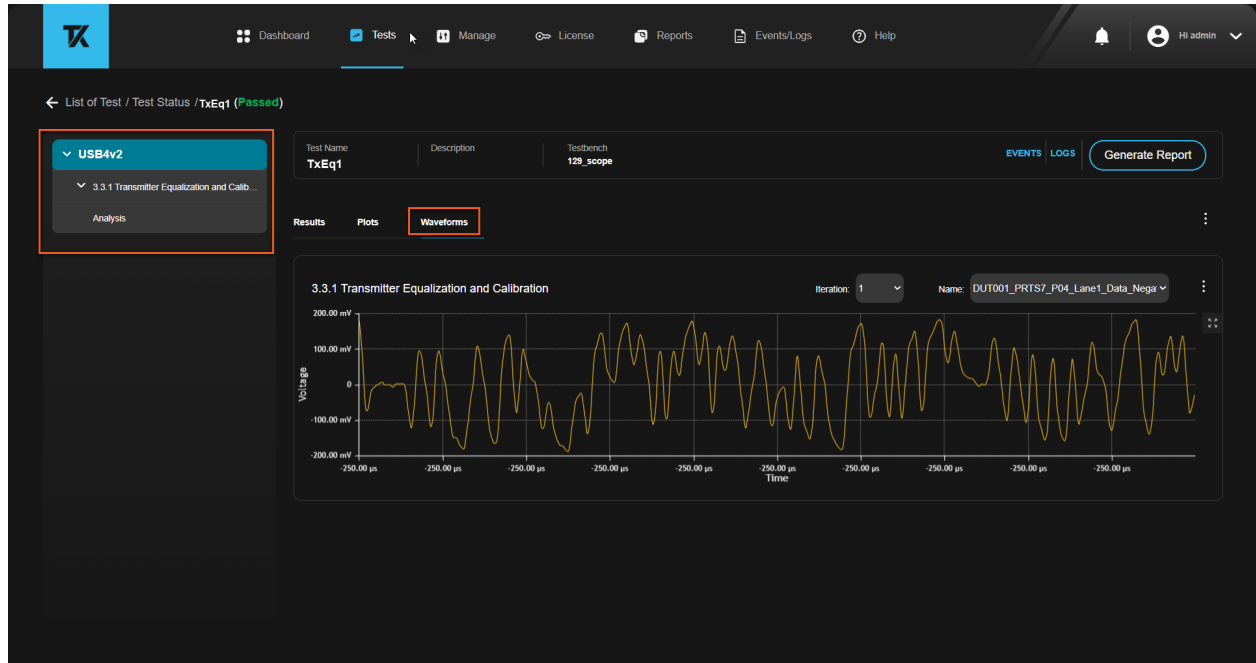 TK
Dashboard Tests Manage License Reports Events/Logs Help Hi admin
List of Test / Test Status / TxEq1 (Passed)
USB4v2
3.3.1 Transmitter Equalization and Calib...
Analysis
Test Name Description Testbench
TxEq1 129_scope
EVENTS LOGS Generate Report
Results Plots Waveforms
3.3.1 Transmitter Equalization and Calibration Iteration: 1 Name: DUT001_PRTS7_P04_Lane1_Data_Nega
200.00 mV
100.00 mV
0
-100.00 mV
-200.00 mV
Voltage
-250.00 µs -250.00 µs -250.00 µs -250.00 µs -250.00 µs -250.00 µs -250.00 µs -250.00 µs -250.00 µs -250.00 µs
Time